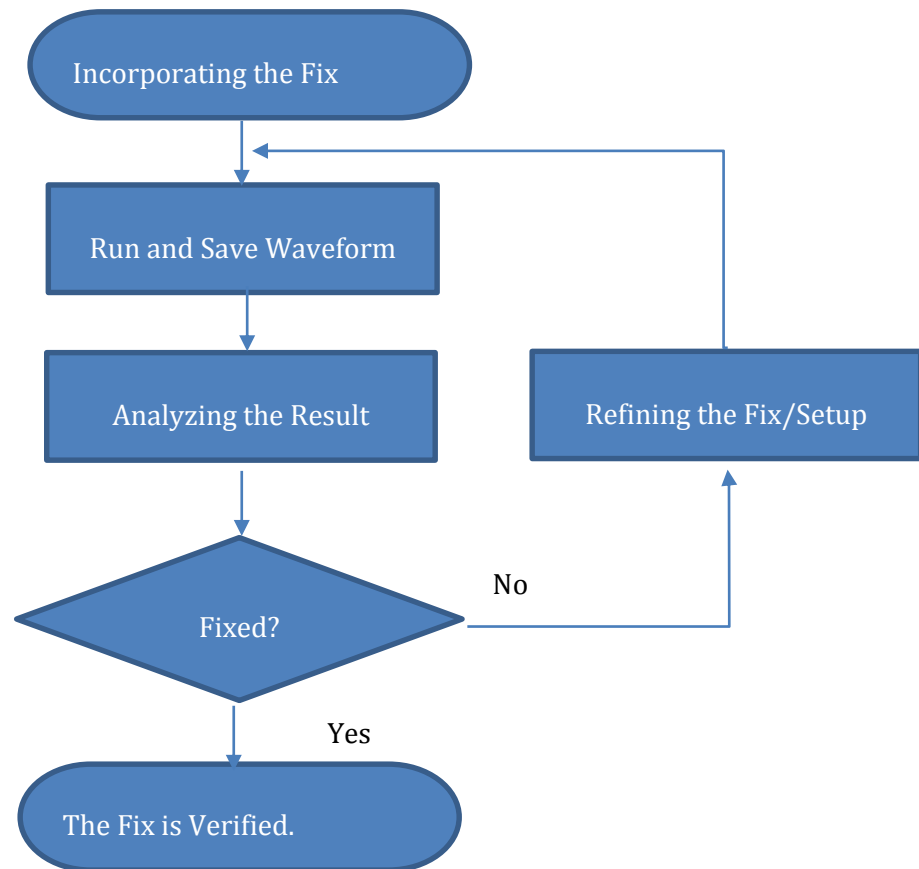 Incorporating the Fix
Run and Save Waveform
Analyzing the Result
Refining the Fix/Setup
Fixed?
No
Yes
The Fix is Verified.